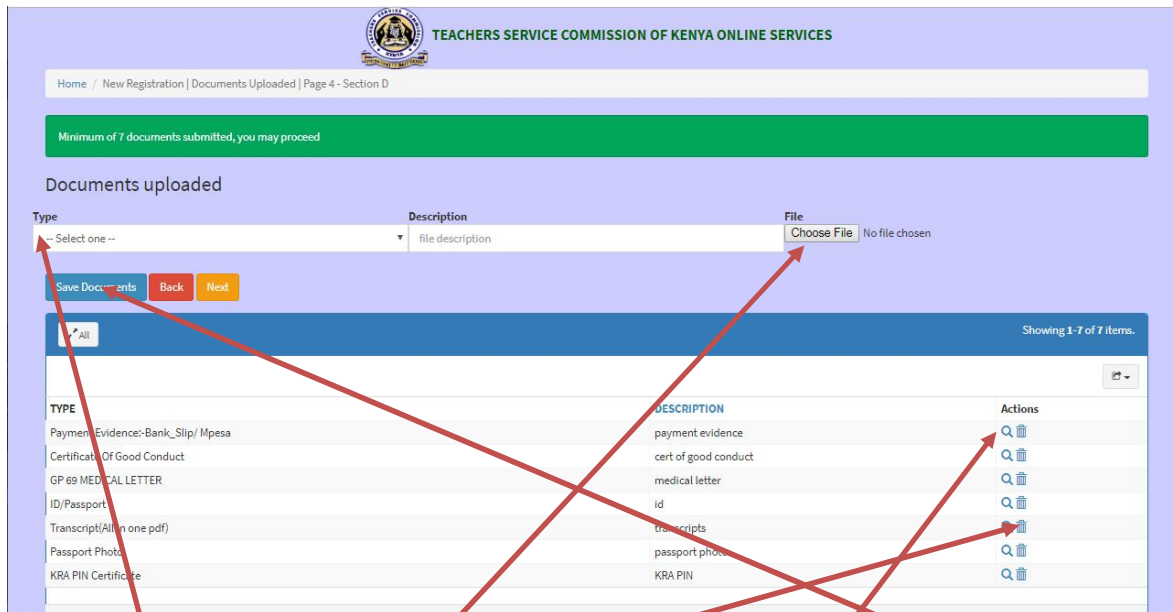 TEACHERS SERVICE COMMISSION OF KENYA ONLINE SERVICES
Home / New Registration | Documents Uploaded | Page 4 - Section D
Minimum of 7 documents submitted, you may proceed
Documents uploaded
Type Description File
-- Select one -- file description Choose File No file chosen
Save Documents Back Next
All Showing 1-7 of 7 items.
TYPE DESCRIPTION Actions
Payment Evidence:-Bank_Slip/ Mpesa payment evidence
Certificate Of Good Conduct cert of good conduct
GP 69 MEDICAL LETTER medical letter
ID/Passport id
Transcript(All in one pdf) transcripts
Passport Photo passport photo
KRA PIN Certificate KRA PIN